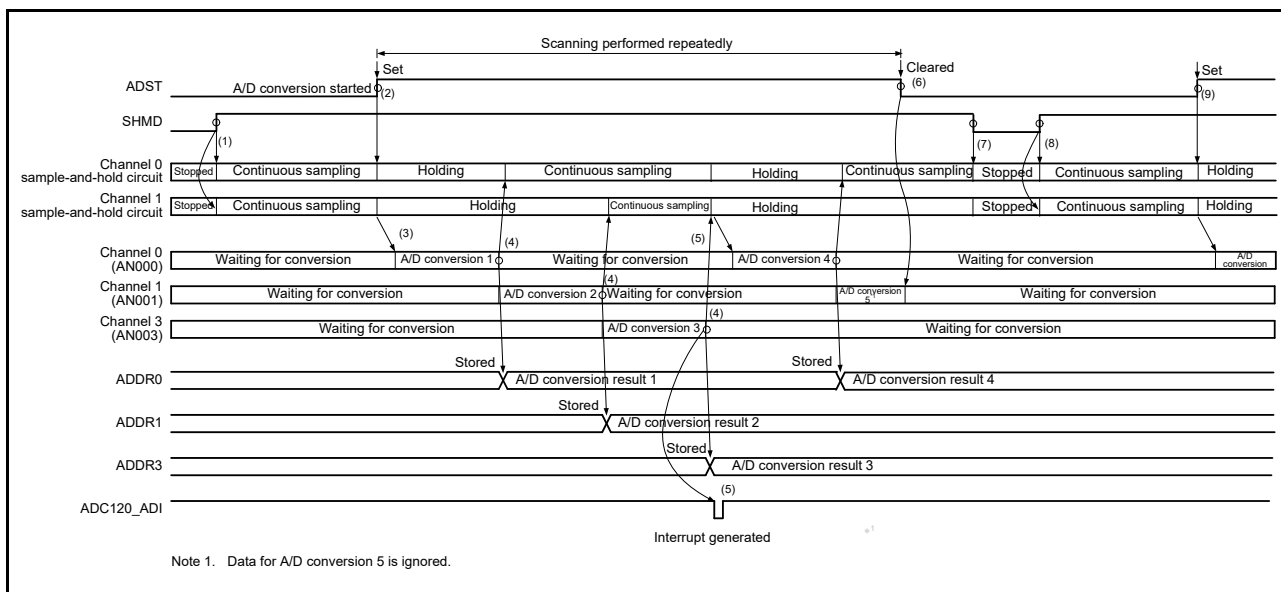 Scanning performed repeatedly
Set Cleared Set
ADST A/D conversion started (2) (6) (9)
SHMD (1) (7) (8)
Channel 0
sample-and-hold circuit
Stopped Continuous sampling Holding Continuous sampling Holding Continuous sampling Stopped Continuous sampling Holding
Channel 1
sample-and-hold circuit
Stopped Continuous sampling Holding Continuous sampling Holding Stopped Continuous sampling Holding
(3) (4) (5)
Channel 0
(AN000)
Waiting for conversion A/D conversion 1 Waiting for conversion A/D conversion 4 Waiting for conversion A/D conversion
(4)
Channel 1
(AN001)
Waiting for conversion A/D conversion 2 Waiting for conversion A/D conversion 5 Waiting for conversion
(4)
Channel 3
(AN003)
Waiting for conversion A/D conversion 3 Waiting for conversion
Stored
ADDR0 A/D conversion result 1 A/D conversion result 4
Stored
ADDR1 A/D conversion result 2
Stored
ADDR3 A/D conversion result 3
(5)
ADC120_ADI
Interrupt generated
Note 1. Data for A/D conversion 5 is ignored.